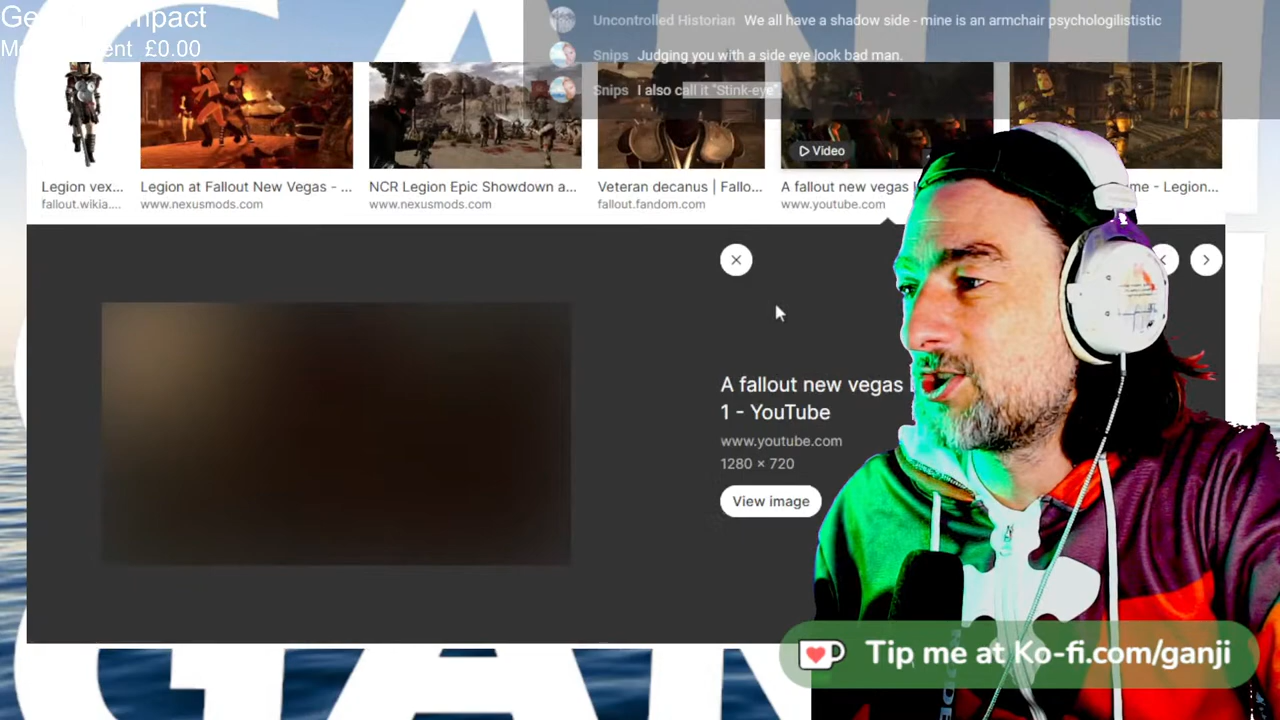 Ge mpact
M ent £0.00
Uncontrolled Historian We all have a shadow side - mine is an armchair psychologilististic
Snips Judging you with a side eye look bad man.
Snips I also call it "Stink-eye"
Video
Legion vex...
fallout.wikia....
Legion at Fallout New Vegas - ...
www.nexusmods.com
NCR Legion Epic Showdown a...
www.nexusmods.com
Veteran decanus | Fallo...
fallout.fandom.com
A fallout new vegas
www.youtube.com
me - Legion...
A fallout new vegas
1 - YouTube
www.youtube.com
1280 × 720
View image
Tip me at Ko-fi.com/ganji